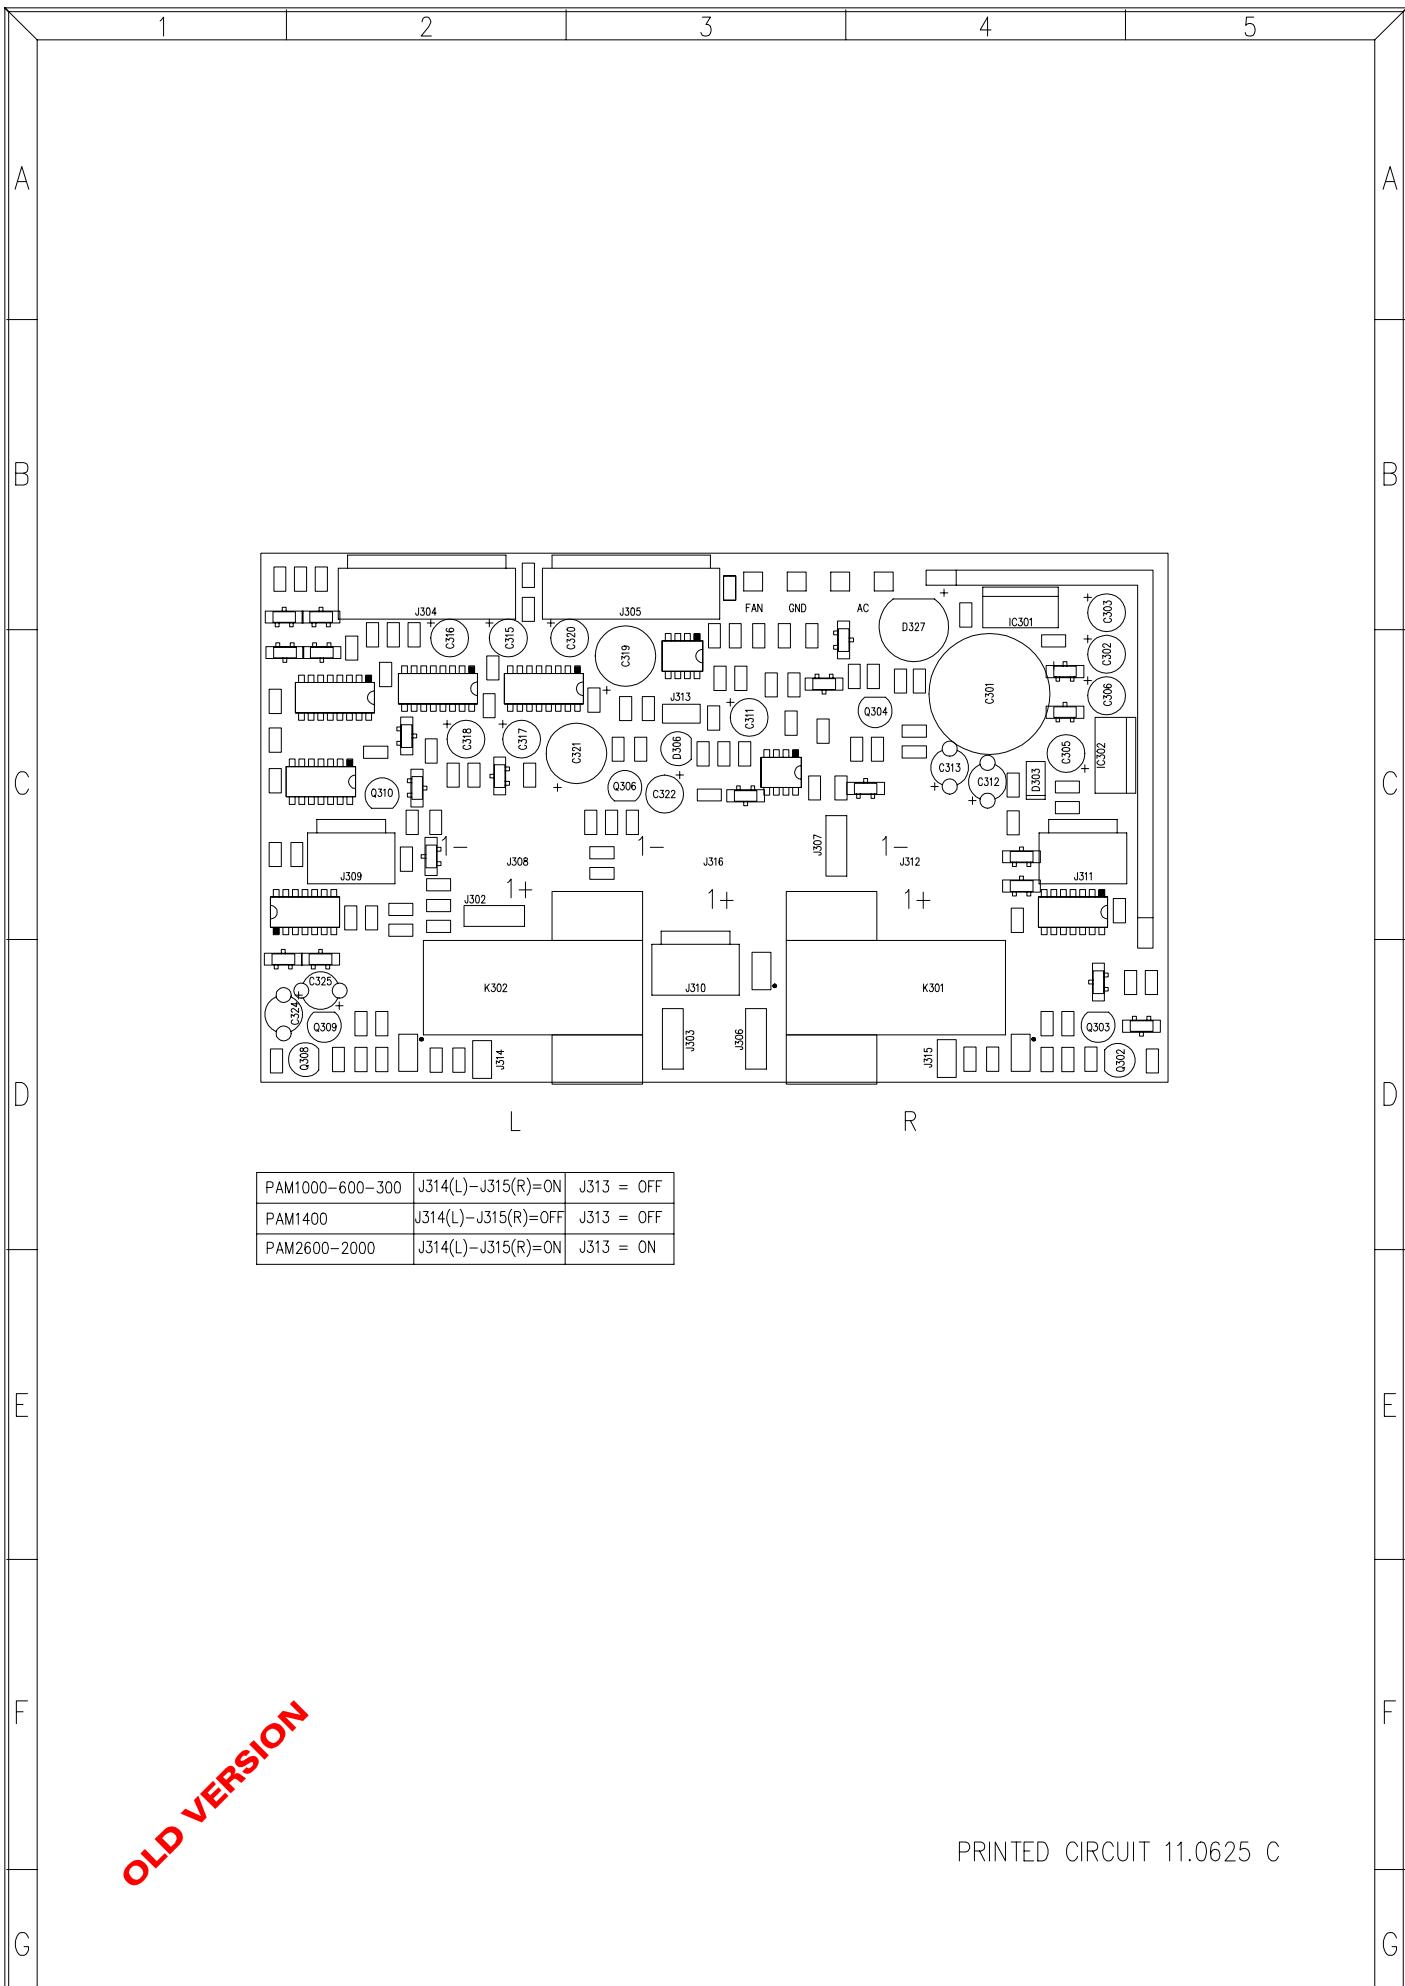 1 2 3 4 5
A A
B B
J304 J305 FAN GND AC D327 IC301 C303
C316 C315 C320 C319 C302
J313 C311 Q304 C301 C306
C318 C317 C321 D306 C305 IC302
C C
Q310 Q306 C322 C313 C312 D303
1- 1- J307 1-
J309 J308 J316 J312 J311
J302 1+ 1+ 1+
C325 K302 J310 K301
C324 Q309 Q303
Q308 J314 J303 J306 J315 Q302
D D
L R
PAM1000-600-300 J314(L)-J315(R)=ON J313 = OFF
PAM1400 J314(L)-J315(R)=OFF J313 = OFF
PAM2600-2000 J314(L)-J315(R)=ON J313 = ON
E E
F F
OLD VERSION
PRINTED CIRCUIT 11.0625 C
G G